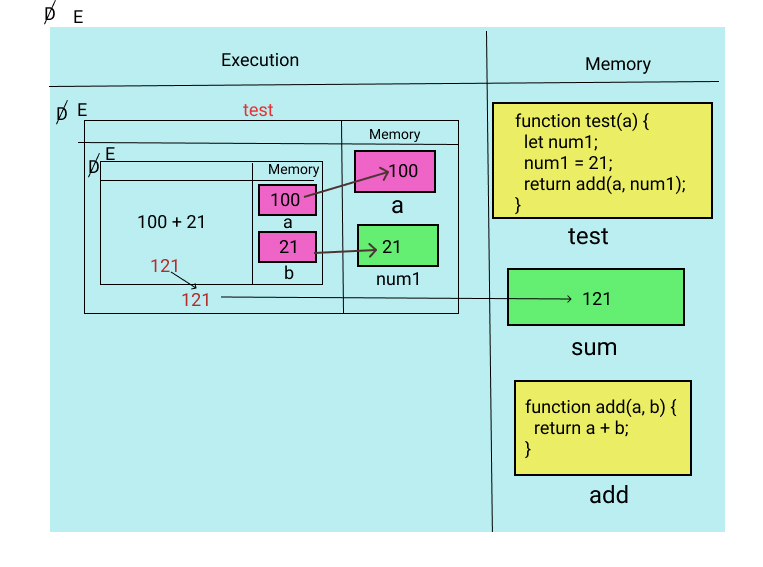 D E
Execution
Memory
D E
test
Memory
D E
Memory
100 + 21
121
121
100
a
21
b
100
a
21
num1
function test(a) {
let num1;
num1 = 21;
return add(a, num1);
}
test
121
sum
function add(a, b) {
return a + b;
}
add